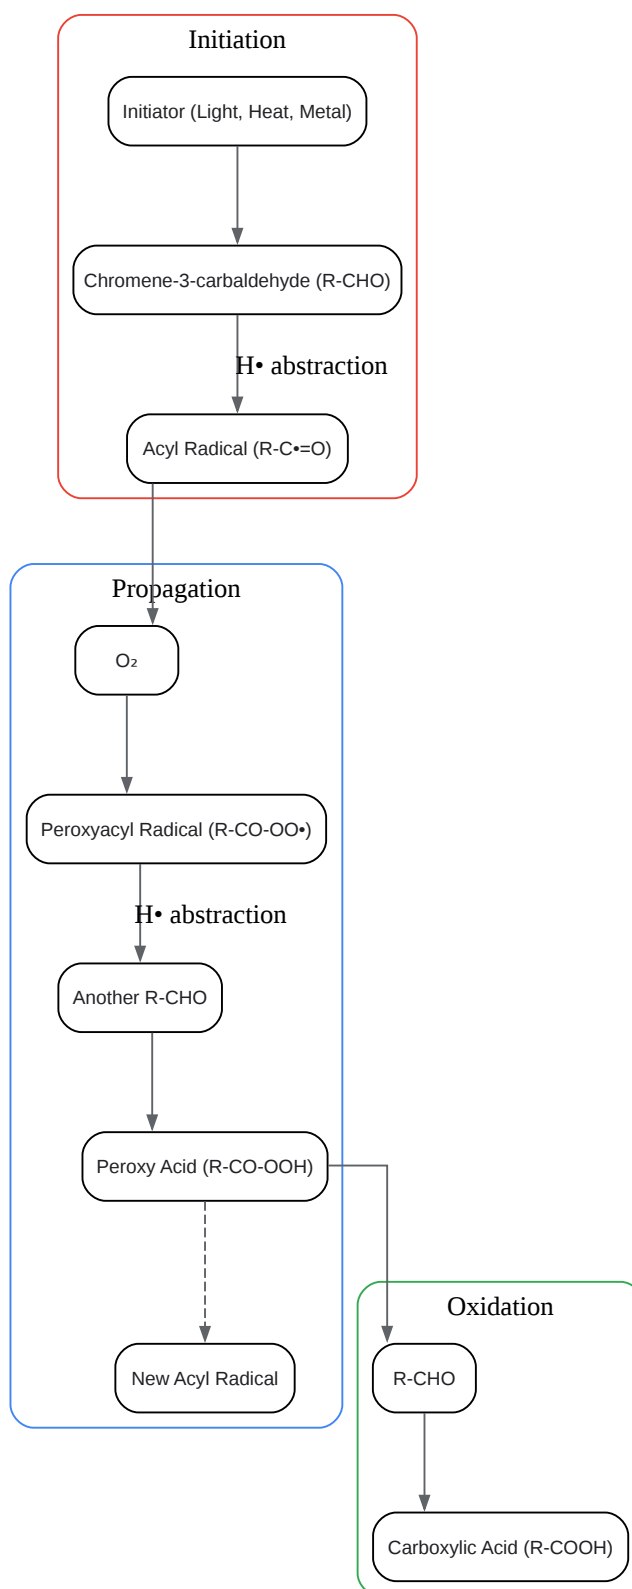 Initiation
Initiator (Light, Heat, Metal)
Chromene-3-carbaldehyde (R-CHO)
H• abstraction
Acyl Radical (R-C•=O)
Propagation
O₂
Peroxyacyl Radical (R-CO-OO•)
H• abstraction
Another R-CHO
Peroxy Acid (R-CO-OOH)
New Acyl Radical
Oxidation
R-CHO
Carboxylic Acid (R-COOH)